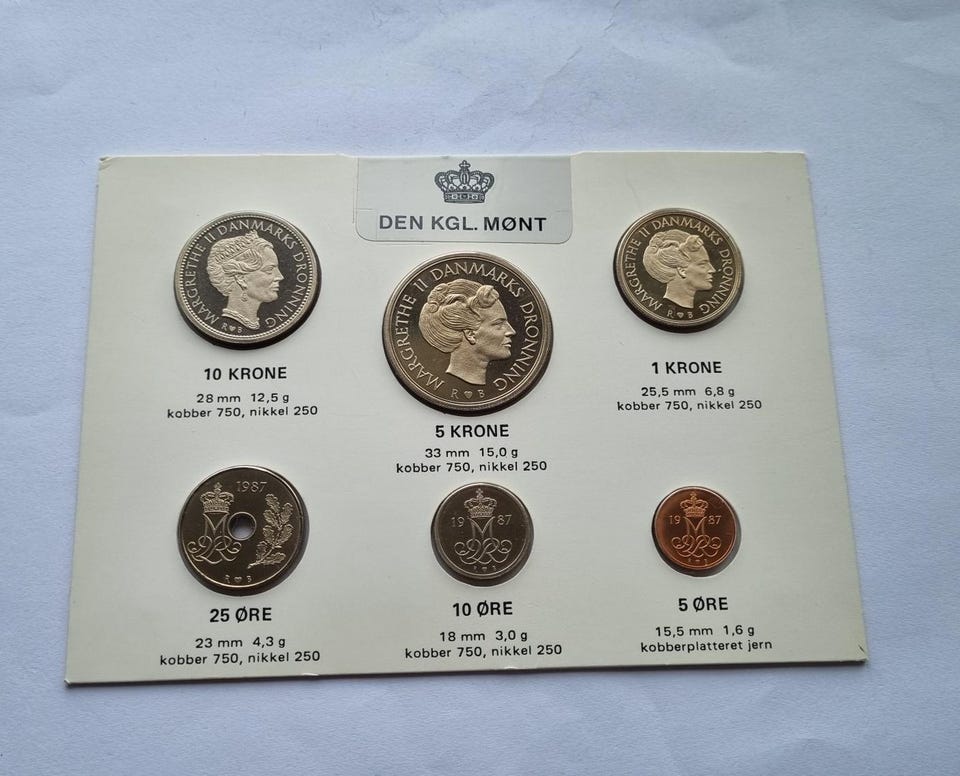 DEN KGL. MØNT
MARGRETHE II DANMARKS DRONNING
R ♥ B
10 KRONE
28 mm 12,5 g
kobber 750, nikkel 250
MARGRETHE II DANMARKS DRONNING
R ♥ B
5 KRONE
33 mm 15,0 g
kobber 750, nikkel 250
MARGRETHE II DANMARKS DRONNING
R ♥ B
1 KRONE
25,5 mm 6,8 g
kobber 750, nikkel 250
1987
R ♥ B
25 ØRE
23 mm 4,3 g
kobber 750, nikkel 250
19 87
R ♥ B
10 ØRE
18 mm 3,0 g
kobber 750, nikkel 250
19 87
R ♥ B
5 ØRE
15,5 mm 1,6 g
kobberplatteret jern